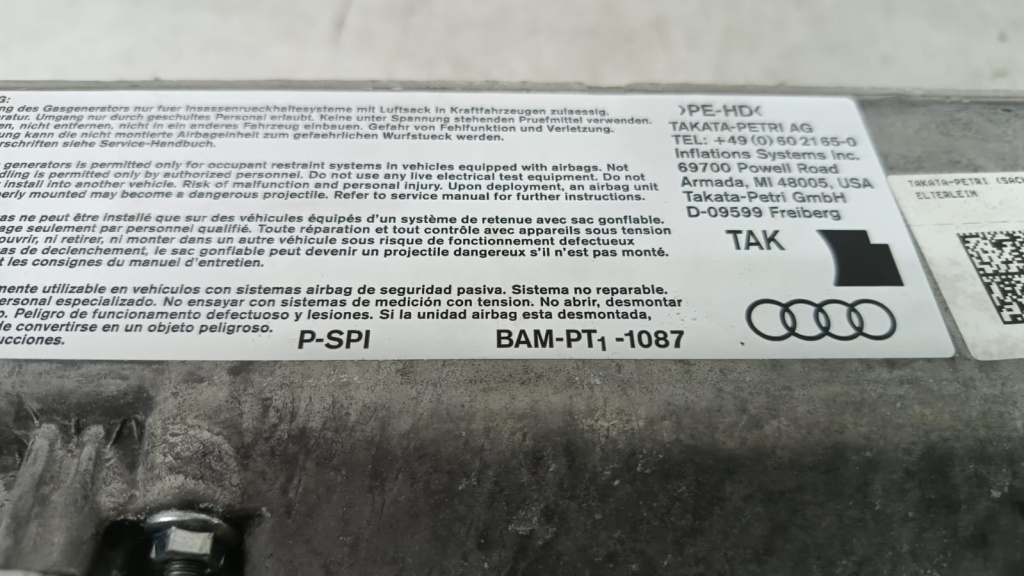 G:
ng des Gasgenerators nur fuer Insassenrueckhaltesysteme mit Luftsack in Kraftfahrzeugen zulaessig.
ratur. Umgang nur durch geschultes Personal erlaubt. Keine unter Spannung stehenden Pruefmittel verwenden.
en, nicht entfernen, nicht in ein anderes Fahrzeug einbauen. Gefahr von Fehlfunktion und Verletzung.
ung kann die nicht montierte Airbageinheit zum gefaehrlichen Wurfstueck werden.
rschriften siehe Service-Handbuch.
generators is permitted only for occupant restraint systems in vehicles equipped with airbags. Not
dling is permitted only by authorized personnel. Do not use any live electrical test equipment. Do not
install into another vehicle. Risk of malfunction and personal injury. Upon deployment, an airbag unit
perly mounted may become a dangerous projectile. Refer to service manual for further instructions.
as ne peut être installé que sur des véhicules équipés d'un système de retenue avec sac gonflable.
age seulement par personnel qualifié. Toute réparation et tout contrôle avec appareils sous tension
ouvrir, ni retirer, ni monter dans un autre véhicule sous risque de fonctionnement défectueux
as de declenchement, le sac gonflable peut devenir un projectile dangereux s'il n'est pas monté.
t les consignes du manuel d'entretien.
mente utilizable en vehículos con sistemas airbag de seguridad pasiva. Sistema no reparable.
ersonal especializado. No ensayar con sistemas de medición con tension. No abrir, desmontar
o. Peligro de funcionamento defectuoso y lesiones. Si la unidad airbag esta desmontada,
de convertirse en un objeto peligroso.
ucciones.
P-SPI
BAM-PT1-1087
>PE-HD<
TAKATA-PETRI AG
TEL: +49(0)602165-0
Inflations Systems Inc.
69700 Powell Road
Armada, MI 48005, USA
Takata-Petri GmbH
D-09599 Freiberg
TAK
TAKATA-PETRI (SACH
ELTERLEIN